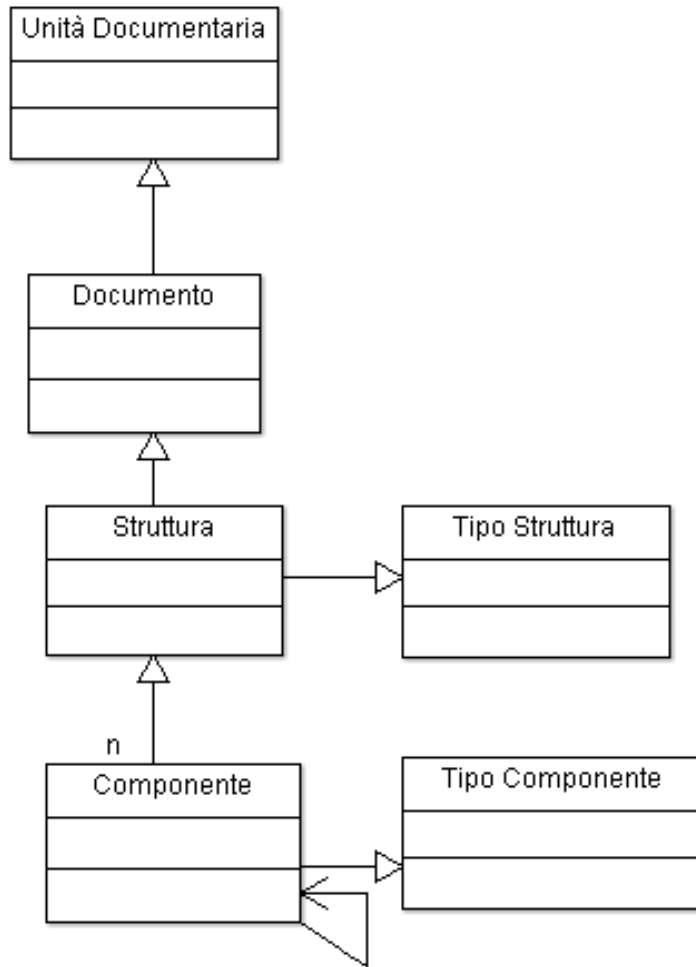 Unità Documentaria
Documento
Struttura
Tipo Struttura
n
Componente
Tipo Componente